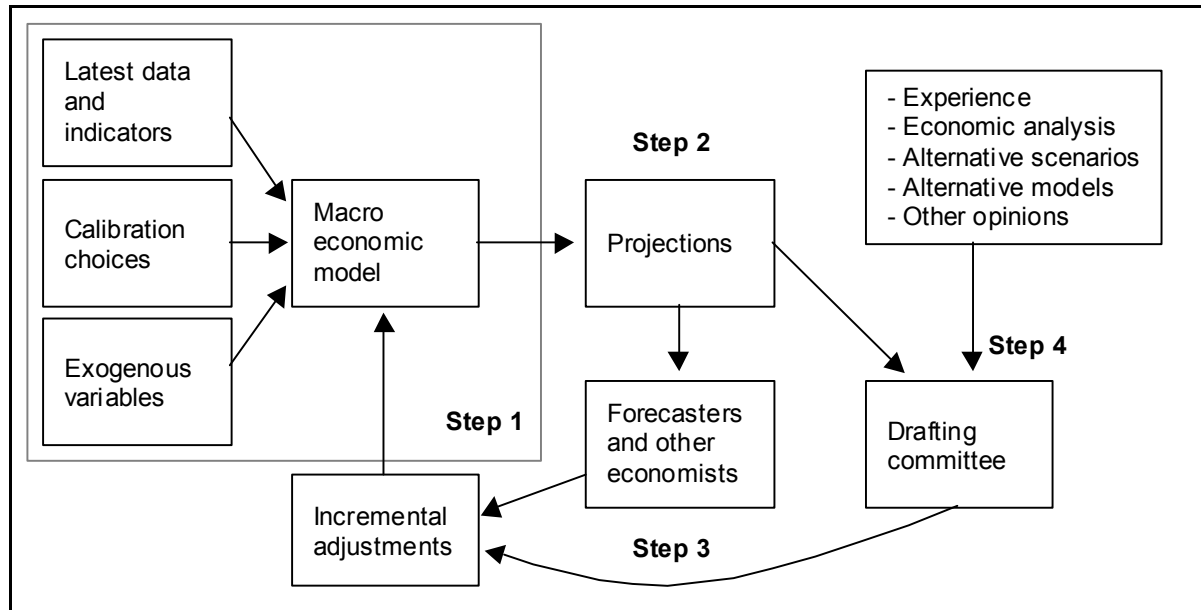 Latest data
and
indicators
Calibration
choices
Exogenous
variables
Macro
economic
model
Step 1
Incremental
adjustments
Step 2
Projections
Forecasters
and other
economists
Step 3
- Experience
- Economic analysis
- Alternative scenarios
- Alternative models
- Other opinions
Step 4
Drafting
committee